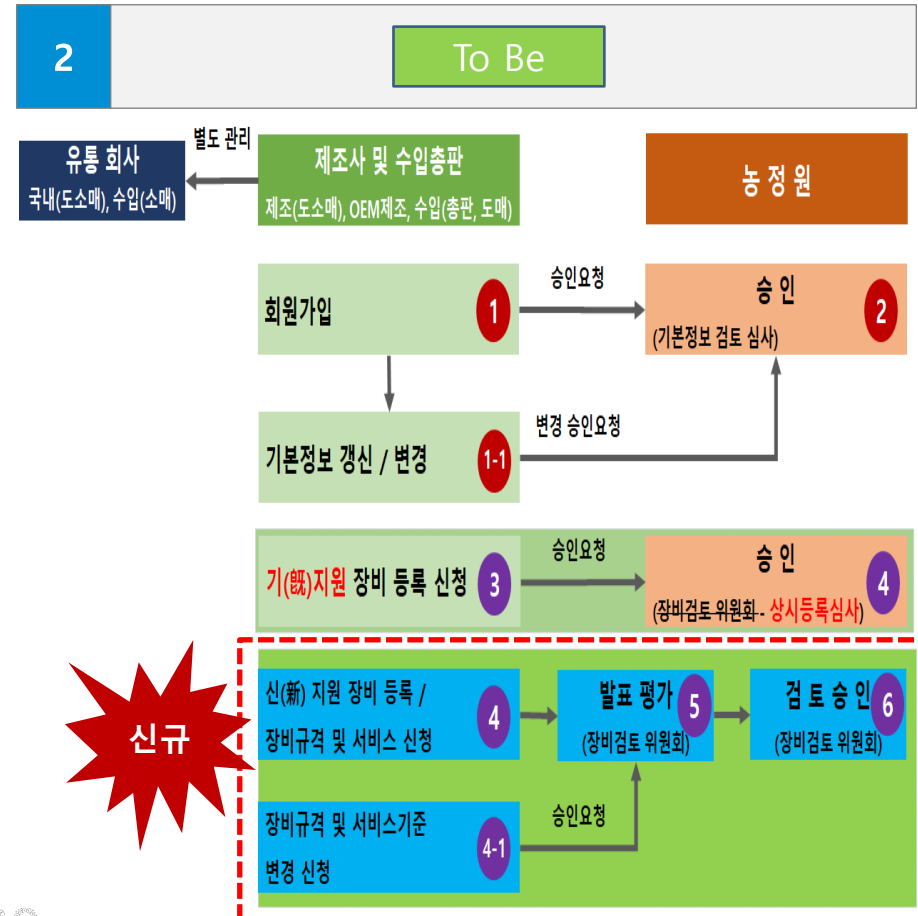 2
To Be
유통 회사
국내(도소매), 수입(소매)
별도 관리
제조사 및 수입총판
제조(도소매), OEM제조, 수입(총판, 도매)
농정원
회원가입
1
승인요청
승 인
(기본정보 검토 심사)
2
기본정보 갱신 / 변경
1-1
변경 승인요청
기(旣)지원 장비 등록 신청
3
승인요청
승 인
(장비검토 위원회 - 상시등록심사)
4
신규
신(新) 지원 장비 등록 /
장비규격 및 서비스 신청
4
발표 평가
(장비검토 위원회)
5
검 토 승 인
(장비검토 위원회)
6
장비규격 및 서비스기준
변경 신청
4-1
승인요청